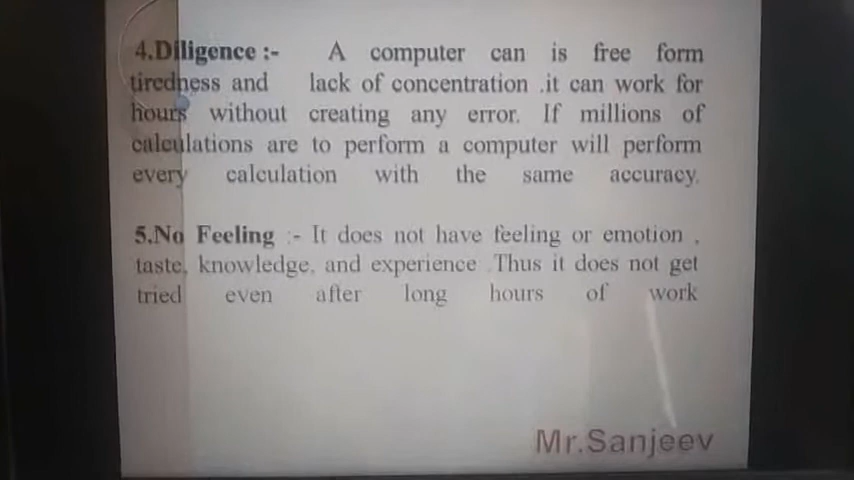 4.Diligence :- A computer can is free form
tiredness and lack of concentration .it can work for
hours without creating any error. If millions of
calculations are to perform a computer will perform
every calculation with the same accuracy.
5.No Feeling :- It does not have feeling or emotion ,
taste, knowledge, and experience .Thus it does not get
tried even after long hours of work
Mr.Sanjeev